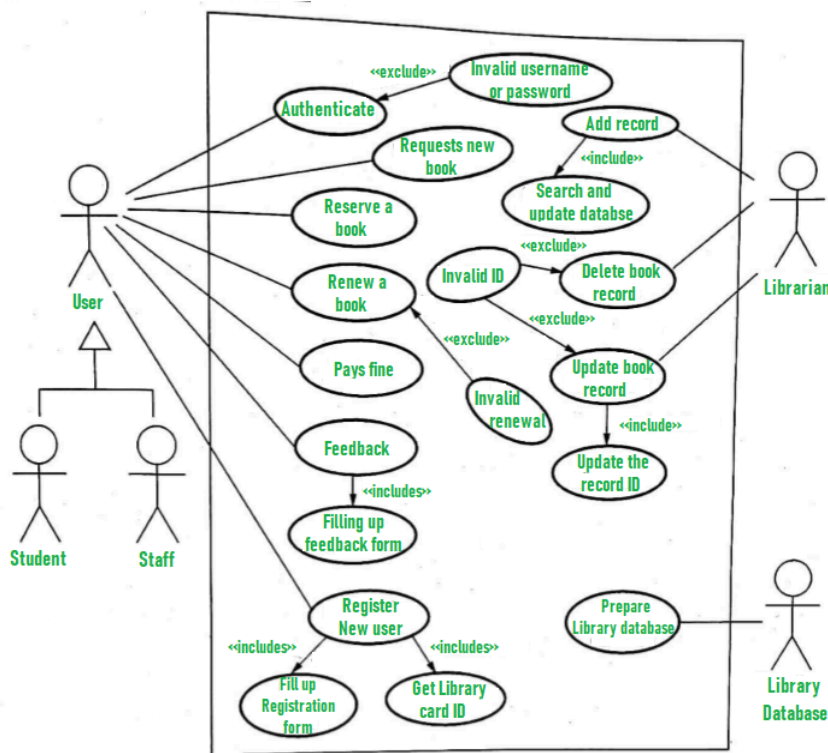 Invalid username
or password
<<exclude>>
Authenticate
Add record
Requests new
book
<<include>>
Search and
update databse
Reserve a
book
<<exclude>>
Invalid ID
Delete book
record
Librarian
Renew a
book
User
<<exclude>>
<<exclude>>
Pays fine
Update book
record
Invalid
renewal
<<include>>
Feedback
Update the
record ID
<<includes>>
Filling up
feedback form
Student
Staff
Register
New user
Prepare
Library database
<<includes>>
<<includes>>
Fill up
Registration
form
Get Library
card ID
Library
Database